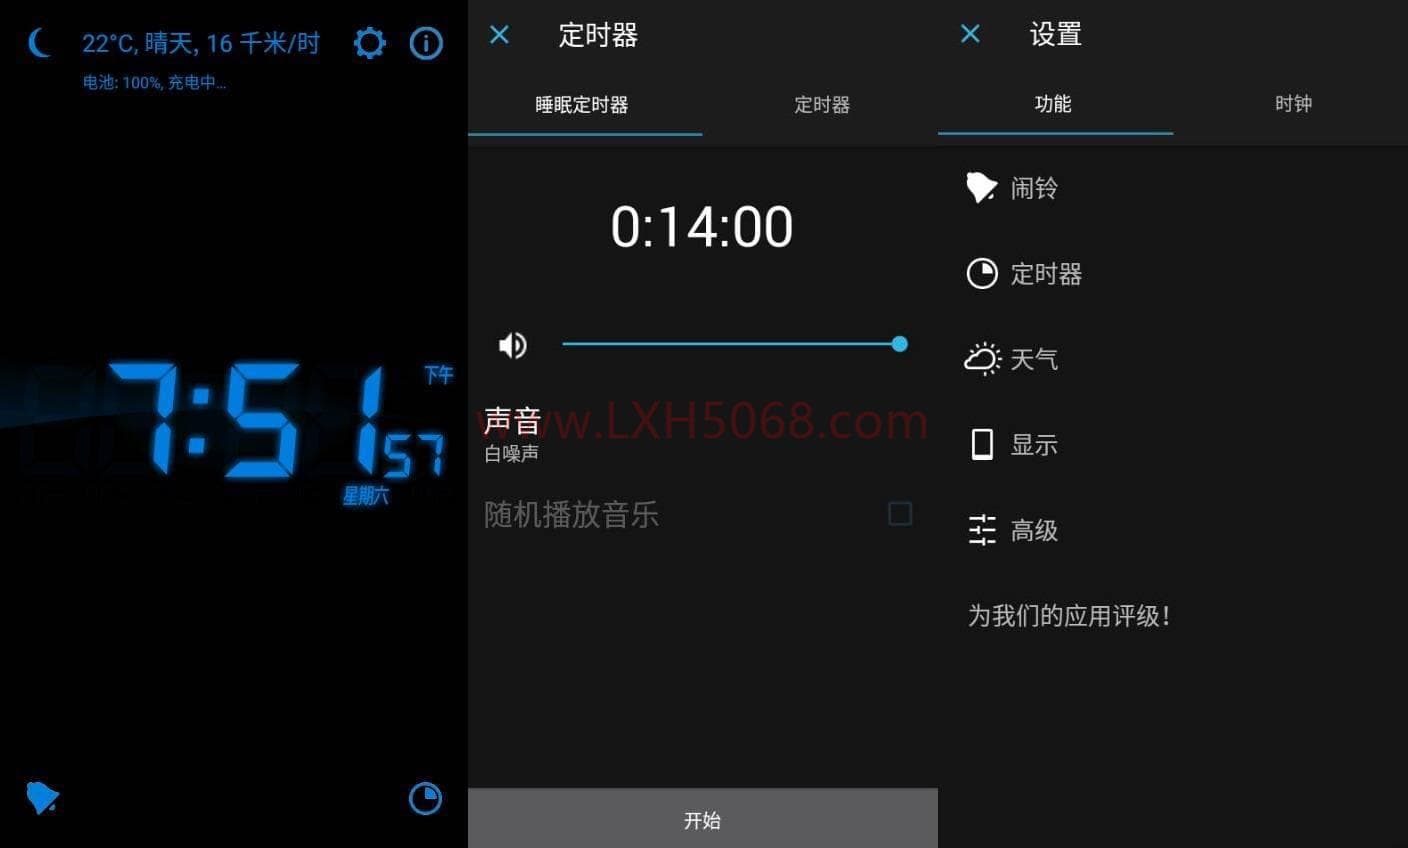 22°C, 晴天, 16 千米/时
电池: 100%, 充电中...
7:51
下午
57
星期六
定时器
睡眠定时器
定时器
0:14:00
声音
www.LXH5068.com
白噪声
随机播放音乐
开始
设置
功能
时钟
闹铃
定时器
天气
显示
高级
为我们的应用评级!